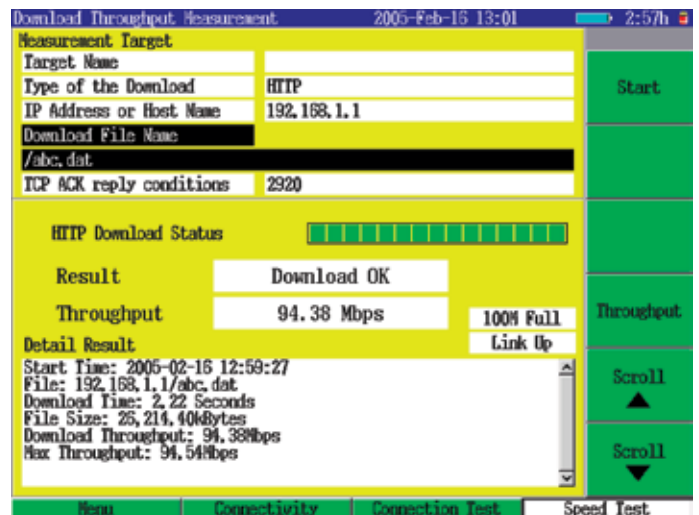 Download Throughput Measurement 2005-Feb-16 13:01 2:57h
Measurement Target
Target Name
Type of the Download HTTP
IP Address or Host Name 192.168.1.1
Download File Name
/abc.dat
TCP ACK reply conditions 2920
HTTP Download Status
Result Download OK
Throughput 94.38 Mbps
100M Full
Detail Result Link Up
Start Time: 2005-02-16 12:59:27
File: 192.168.1.1/abc.dat
Download Time: 2.22 Seconds
File Size: 26,214.40kBytes
Download Throughput: 94.38Mbps
Max Throughput: 94.54Mbps
Start
Throughput
Scroll
Scroll
Menu Connectivity Connection Test Speed Test